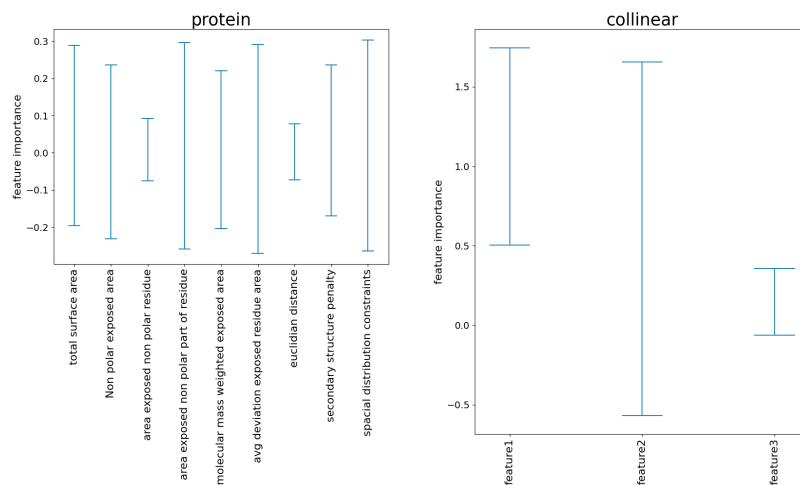 protein
feature importance
0.3
0.2
0.1
0.0
−0.1
−0.2
total surface area
Non polar exposed area
area exposed non polar residue
area exposed non polar part of residue
molecular mass weighted exposed area
avg deviation exposed residue area
euclidian distance
secondary structure penalty
spacial distribution constraints
collinear
feature importance
1.5
1.0
0.5
0.0
−0.5
feature1
feature2
feature3